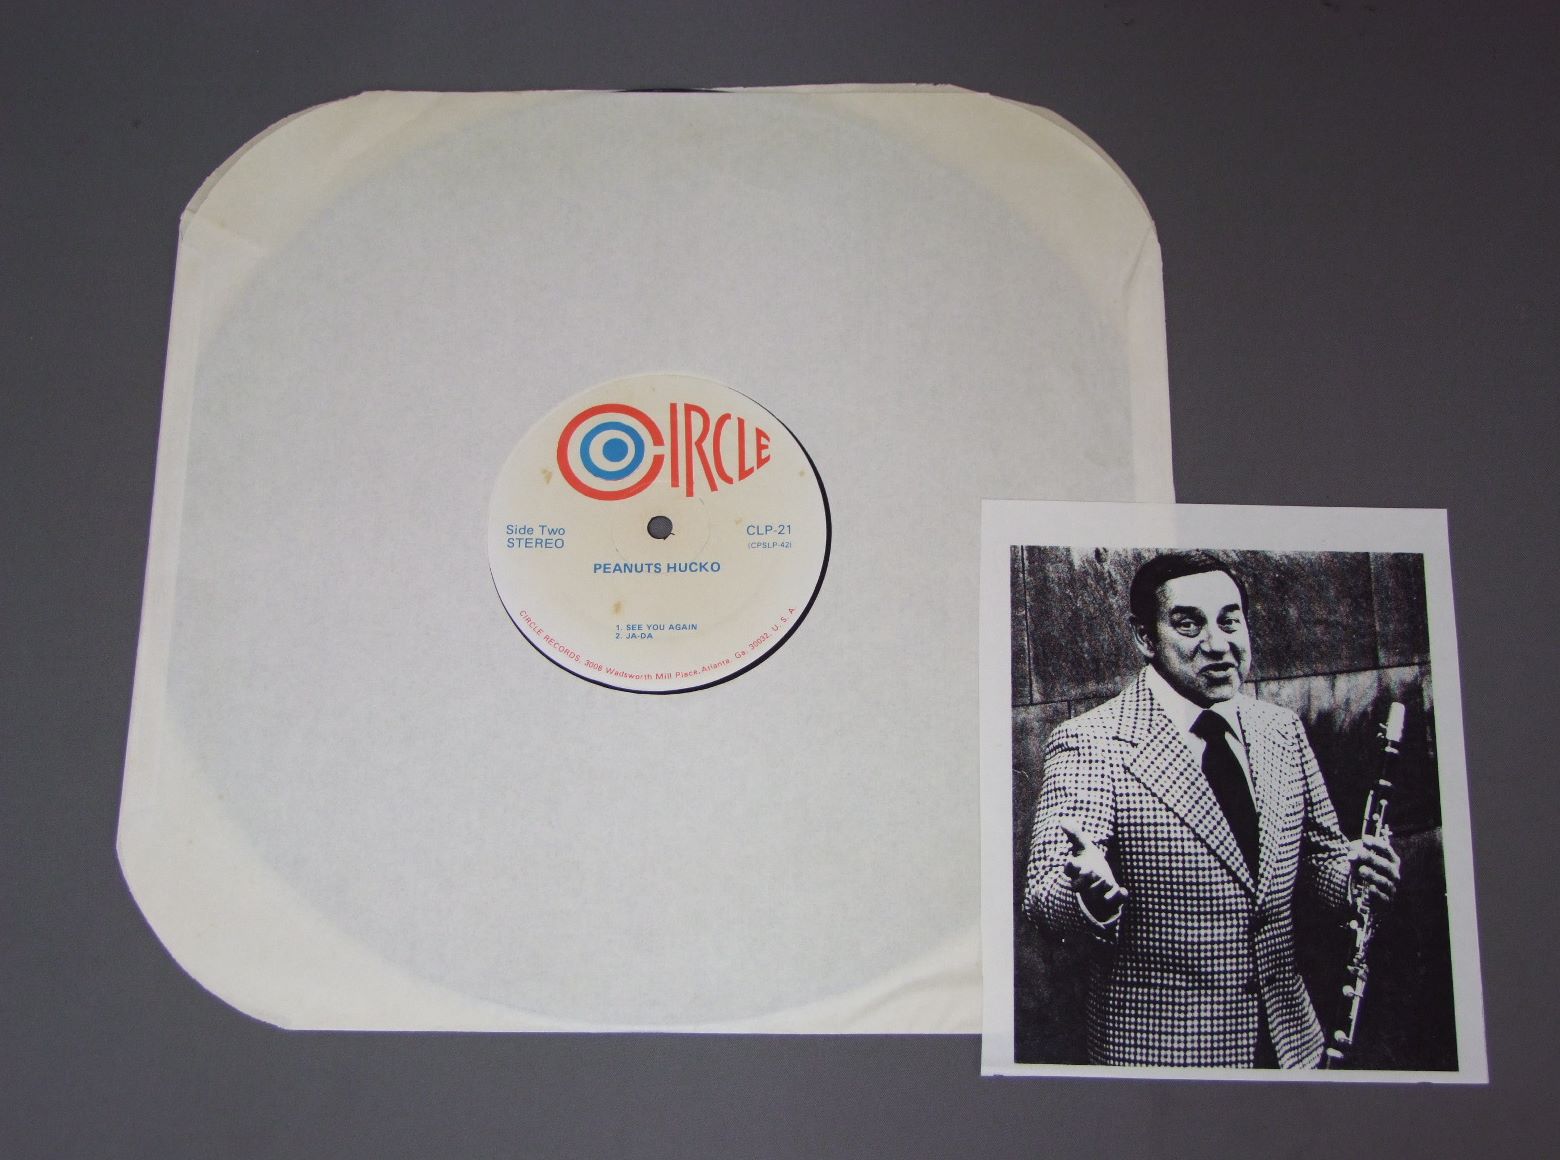 CIRCLE
Side Two
STEREO
CLP-21
(CPSLP-42)
PEANUTS HUCKO
1. SEE YOU AGAIN
2. JA-DA
CIRCLE RECORDS, 3008 Wadsworth Mill Place, Atlanta, Ga. 30032, U. S. A.